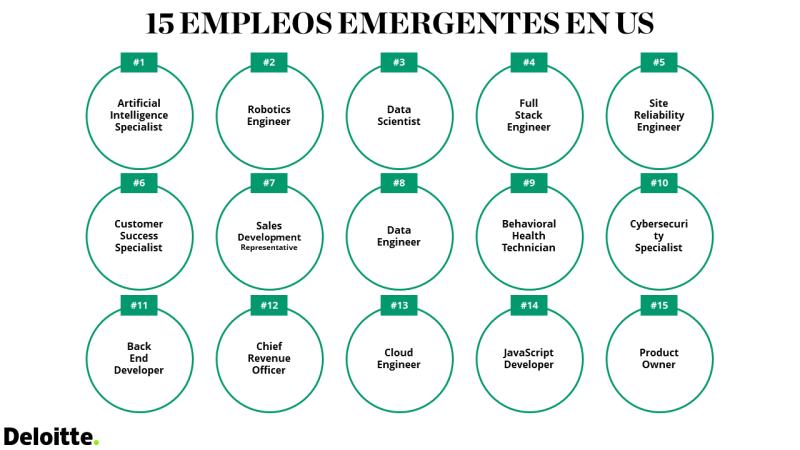 15 EMPLEOS EMERGENTES EN US
#1
Artificial
Intelligence
Specialist
#2
Robotics
Engineer
#3
Data
Scientist
#4
Full
Stack
Engineer
#5
Site
Reliability
Engineer
#6
Customer
Success
Specialist
#7
Sales
Development
Representative
#8
Data
Engineer
#9
Behavioral
Health
Technician
#10
Cybersecuri
ty
Specialist
#11
Back
End
Developer
#12
Chief
Revenue
Officer
#13
Cloud
Engineer
#14
JavaScript
Developer
#15
Product
Owner
Deloitte.